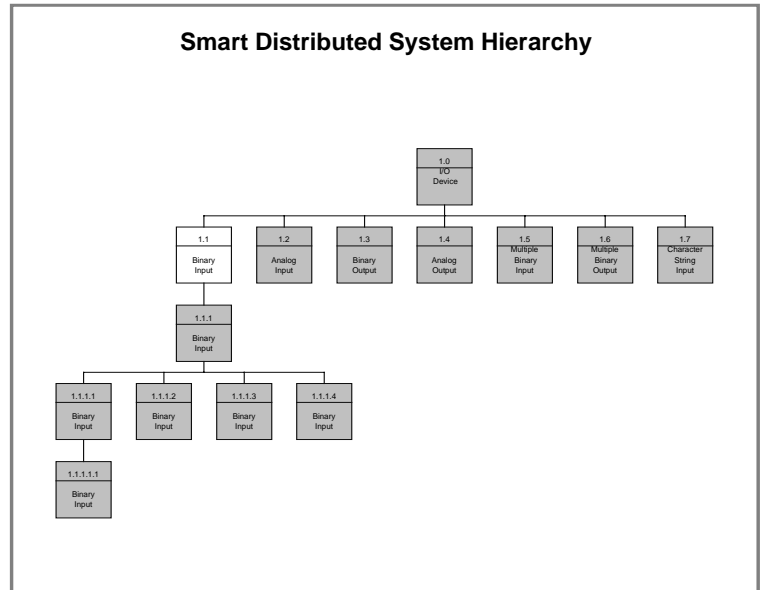 Smart Distributed System Hierarchy
1.0
I/O
Device
1.1
Binary
Input
1.2
Analog
Input
1.3
Binary
Output
1.4
Analog
Output
1.5
Multiple
Binary
Input
1.6
Multiple
Binary
Output
1.7
Character
String
Input
1.1.1
Binary
Input
1.1.1.1
Binary
Input
1.1.1.2
Binary
Input
1.1.1.3
Binary
Input
1.1.1.4
Binary
Input
1.1.1.1.1
Binary
Input